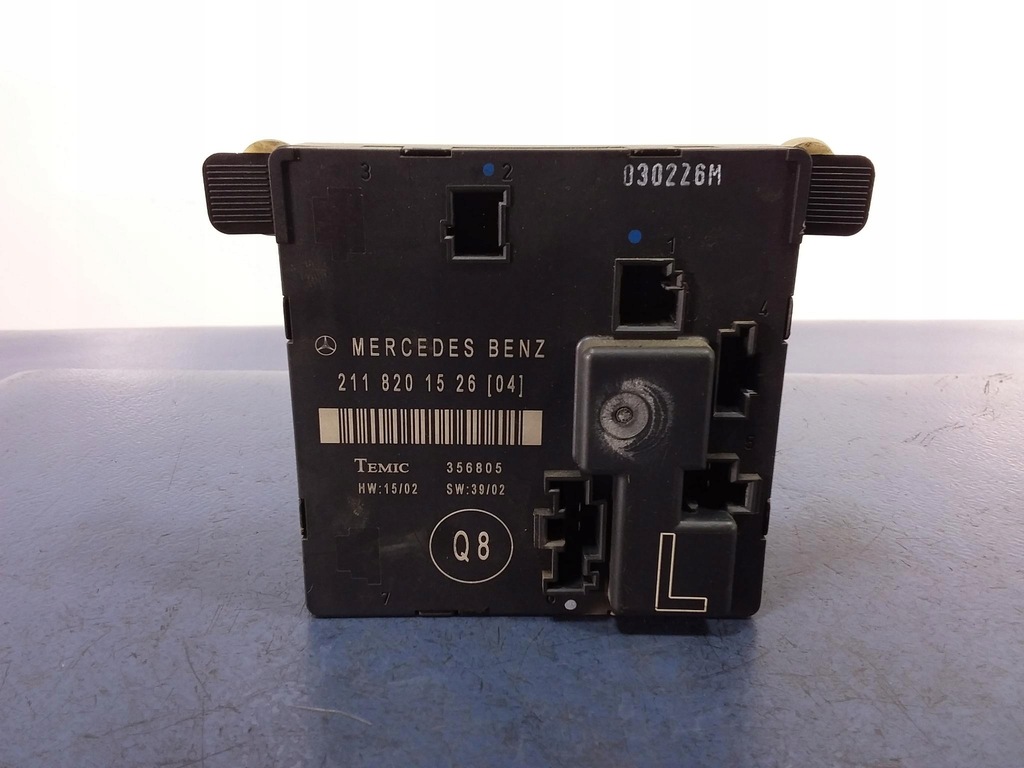 3
2
030226M
1
4
MERCEDES BENZ
211 820 15 26 [04]
5
TEMIC 356805
HW:15/02 SW:39/02
Q8
L
7